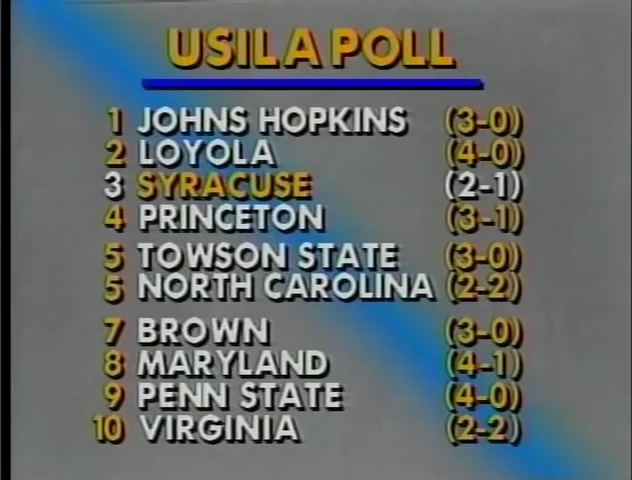 USILA POLL
1 JOHNS HOPKINS (3-0)
2 LOYOLA (4-0)
3 SYRACUSE (2-1)
4 PRINCETON (3-1)
5 TOWSON STATE (3-0)
5 NORTH CAROLINA (2-2)
7 BROWN (3-0)
8 MARYLAND (4-1)
9 PENN STATE (4-0)
10 VIRGINIA (2-2)